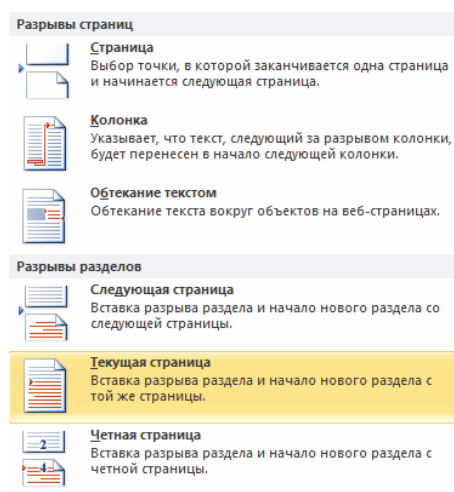 Разрывы страниц
Страница
Выбор точки, в которой заканчивается одна страница
и начинается следующая страница.
Колонка
Указывает, что текст, следующий за разрывом колонки,
будет перенесен в начало следующей колонки.
Обтекание текстом
Обтекание текста вокруг объектов на веб-страницах.
Разрывы разделов
Следующая страница
Вставка разрыва раздела и начало нового раздела со
следующей страницы.
Текущая страница
Вставка разрыва раздела и начало нового раздела с
той же страницы.
2
4
Четная страница
Вставка разрыва раздела и начало нового раздела с
четной страницы.